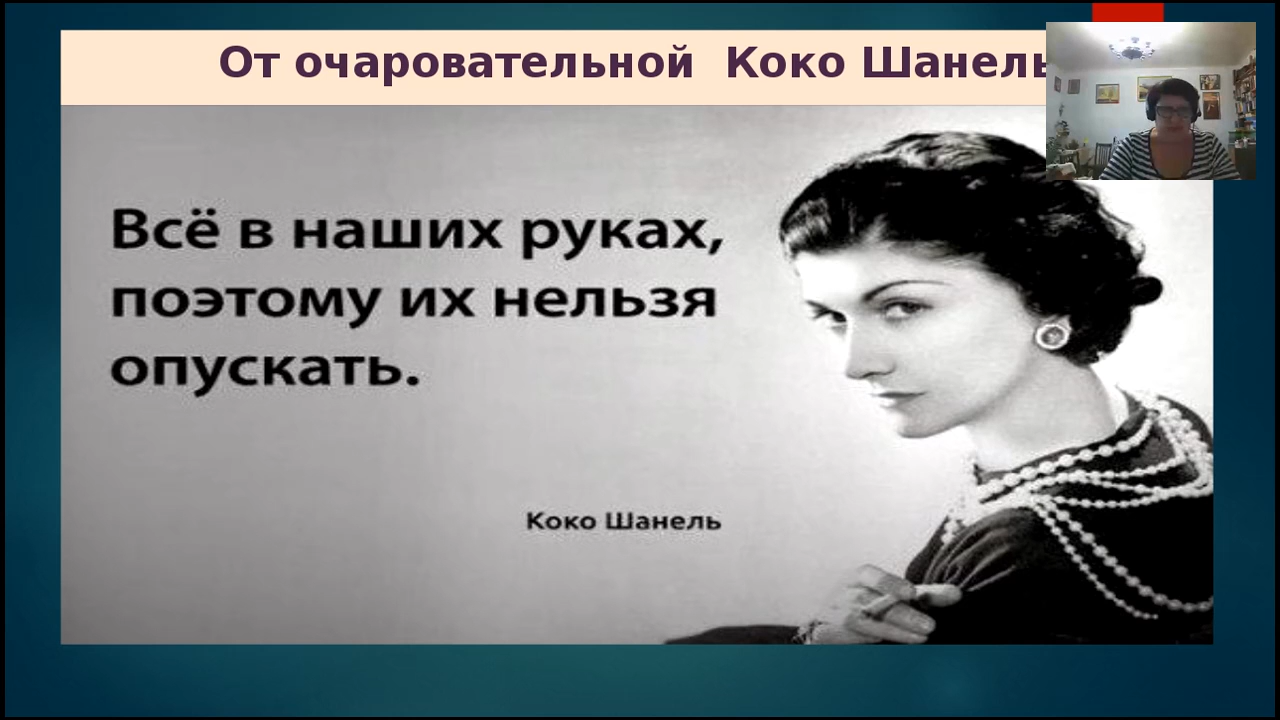 От очаровательной Коко Шанель
Всё в наших руках,
поэтому их нельзя
опускать.
Коко Шанель